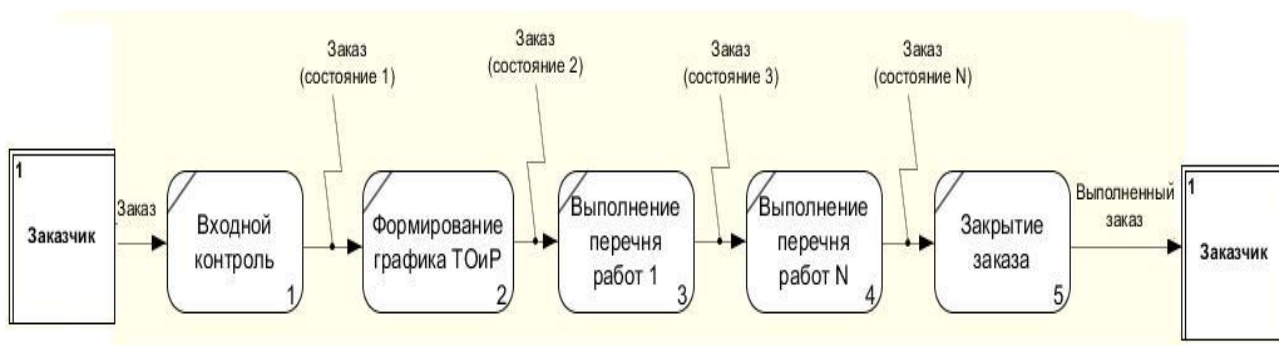 Заказ
(состояние 1)
Заказ
(состояние 2)
Заказ
(состояние 3)
Заказ
(состояние N)
1
Заказчик
Заказ
Входной
контроль
1
Формирование
графика ТОиР
2
Выполнение
перечня
работ 1
3
Выполнение
перечня
работ N
4
Закрытие
заказа
5
Выполненный
заказ
1
Заказчик